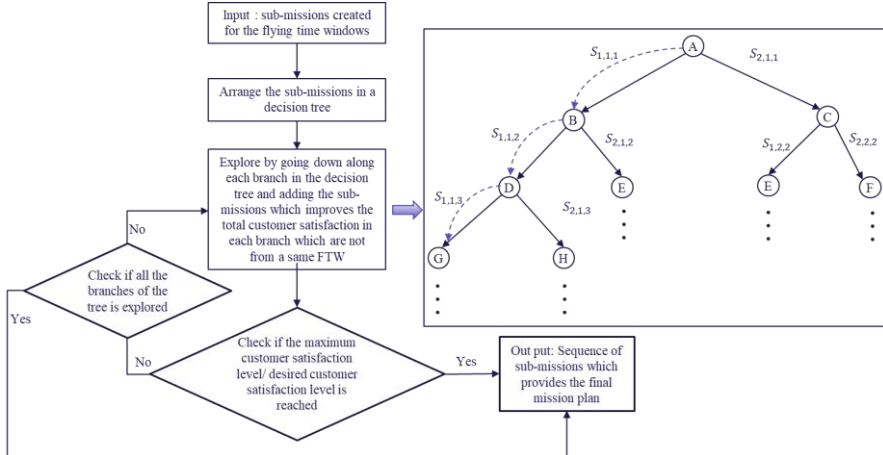 Input : sub-missions created
for the flying time windows
Arrange the sub-missions in a
decision tree
Explore by going down along
each branch in the decision
tree and adding the sub-
missions which improves the
total customer satisfaction in
each branch which are not
from a same FTW
No
Check if all the
branches of the
tree is explored
Yes
No
Check if the maximum
customer satisfaction
level/ desired customer
satisfaction level is
reached
Yes
Out put: Sequence of
sub-missions which
provides the final
mission plan
A
S1,1,1
S2,1,1
B
C
S1,1,2
S2,1,2
S1,2,2
S2,2,2
D
E
E
F
S1,1,3
S2,1,3
G
H